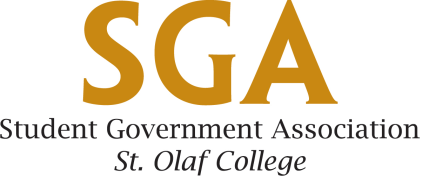 SGA
Student Government Association
St. Olaf College